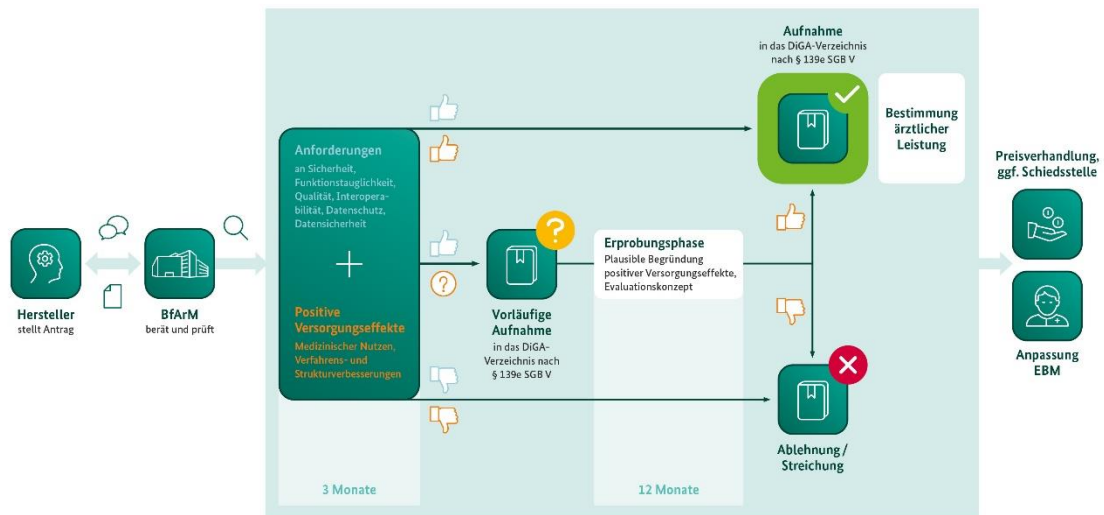 Hersteller
stellt Antrag
BfArM
berät und prüft
Anforderungen
an Sicherheit,
Funktionstauglichkeit,
Qualität, Interopera-
bilität, Datenschutz,
Datensicherheit
+
Positive
Versorgungseffekte
Medizinischer Nutzen,
Verfahrens- und
Strukturverbesserungen
3 Monate
?
?
Vorläufige
Aufnahme
in das DiGA-
Verzeichnis nach
§ 139e SGB V
Erprobungsphase
Plausible Begründung
positiver Versorgungseffekte,
Evaluationskonzept
12 Monate
Aufnahme
in das DiGA-Verzeichnis
nach § 139e SGB V
Bestimmung
ärztlicher
Leistung
Ablehnung /
Streichung
Preisverhandlung,
ggf. Schiedsstelle
Anpassung
EBM